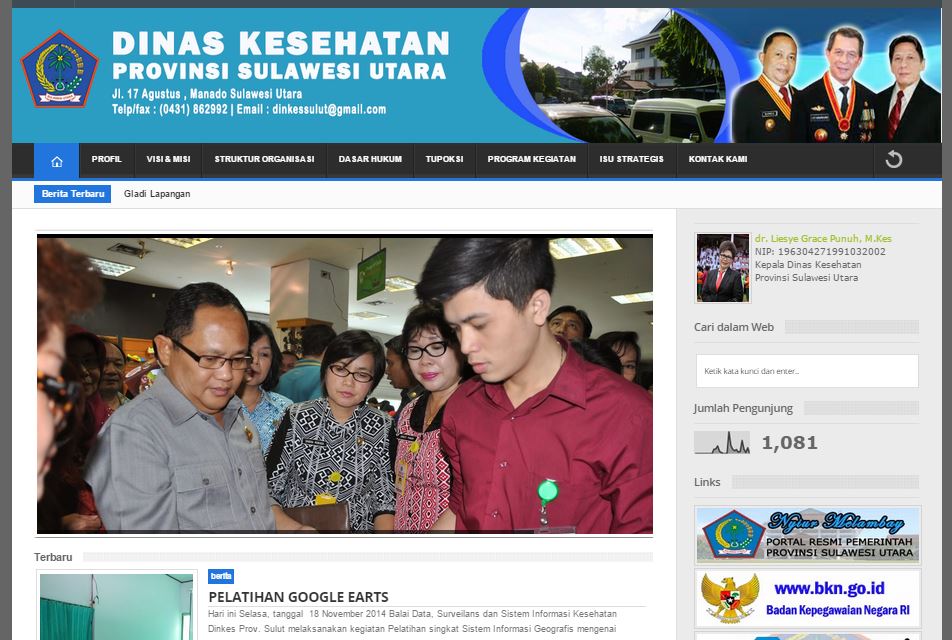 DINAS KESEHATAN
PROVINSI SULAWESI UTARA
Jl. 17 Agustus , Manado Sulawesi Utara
Telp/fax : (0431) 862992 | Email : dinkessulut@gmail.com
PROFIL VISI & MISI STRUKTUR ORGANISASI DASAR HUKUM TUPOKSI PROGRAM KEGIATAN ISU STRATEGIS KONTAK KAMI
Berita Terbaru Gladi Lapangan
dr. Liesye Grace Punuh, M.Kes
NIP: 196304271991032002
Kepala Dinas Kesehatan
Provinsi Sulawesi Utara
Cari dalam Web
Ketik kata kunci dan enter..
Jumlah Pengunjung
1,081
Links
Nyiur Melambay
PORTAL RESMI PEMERINTAH
PROVINSI SULAWESI UTARA
www.bkn.go.id
Badan Kepegawaian Negara RI
Terbaru
berita
PELATIHAN GOOGLE EARTS
Hari ini Selasa, tanggal 18 November 2014 Balai Data, Surveilans dan Sistem Informasi Kesehatan
Dinkes Prov. Sulut melaksanakan kegiatan Pelatihan singkat Sistem Informasi Geografis mengenai